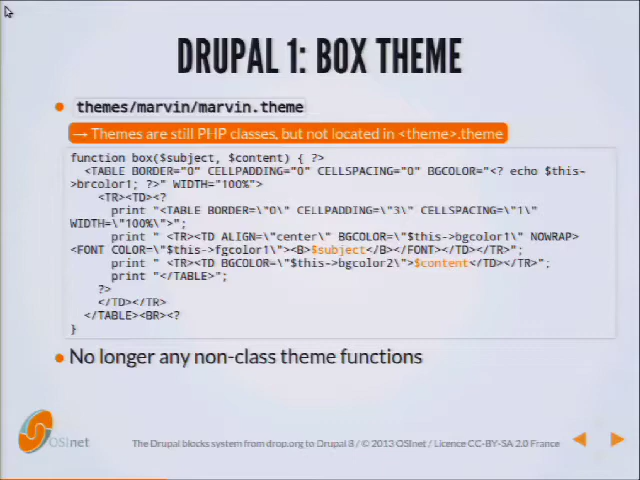 DRUPAL 1: BOX THEME
themes/marvin/marvin.theme
→ Themes are still PHP classes, but not located in <theme>.theme
function box($subject, $content) { ?>
<TABLE BORDER="0" CELLPADDING="0" CELLSPACING="0" BGCOLOR="<? echo $this-
>brcolor1; ?>" WIDTH="100%">
<TR><TD><?
print "<TABLE BORDER=\"0\" CELLPADDING=\"3\" CELLSPACING=\"1\"
WIDTH=\"100%\">";
print " <TR><TD ALIGN=\"center\" BGCOLOR=\"$this->bgcolor1\" NOWRAP>
<FONT COLOR=\"$this->fgcolor1\"><B>$subject</B></FONT></TD></TR>";
print " <TR><TD BGCOLOR=\"$this->bgcolor2\">$content</TD></TR>";
print "</TABLE>";
?>
</TD></TR>
</TABLE><BR><?
}
No longer any non-class theme functions
OSInet
The Drupal blocks system from drop.org to Drupal 8 / © 2013 OSInet / Licence CC-BY-SA 2.0 France